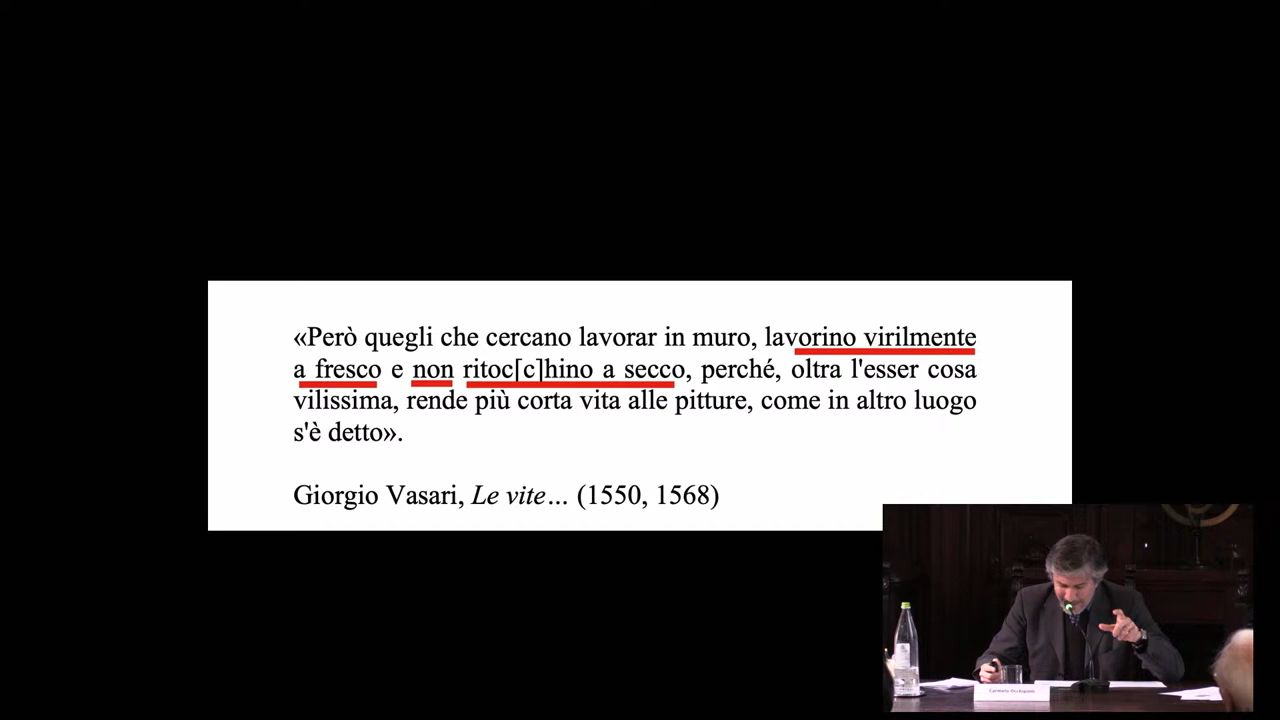 «Però quegli che cercano lavorar in muro, lavorino virilmente
a fresco e non ritoc[c]hino a secco, perché, oltra l'esser cosa
vilissima, rende più corta vita alle pitture, come in altro luogo
s'è detto».
Giorgio Vasari, Le vite… (1550, 1568)
Carmelo